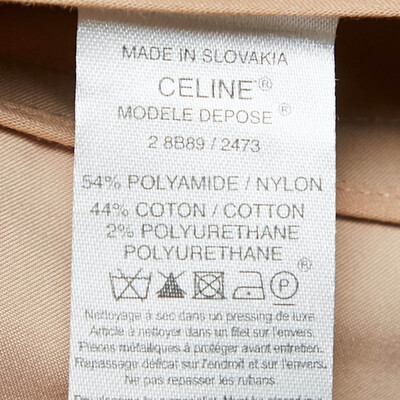 MADE IN SLOVAKIA
CELINE®
MODELE DEPOSE ®
2 8B89 / 2473
54% POLYAMIDE / NYLON
44% COTON / COTTON
2% POLYURETHANE
POLYURETHANE
®
P
Nettoyage à sec dans un pressing de luxe.
Article à nettoyer dans un filet sur l'envers.
Pièces métalliques à protéger avant entretien.
Repassage délicat sur l'endroit et sur l'envers.
Ne pas repasser les rubans.